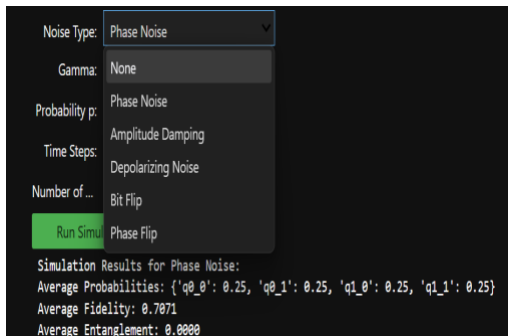 Noise Type: Phase Noise
Gamma: None
Probability p: Phase Noise
Amplitude Damping
Time Steps:
Depolarizing Noise
Number of ...
Bit Flip
Run Simul
Phase Flip
Simulation Results for Phase Noise:
Average Probabilities: {'q0_0': 0.25, 'q0_1': 0.25, 'q1_0': 0.25, 'q1_1': 0.25}
Average Fidelity: 0.7071
Average Entanglement: 0.0000